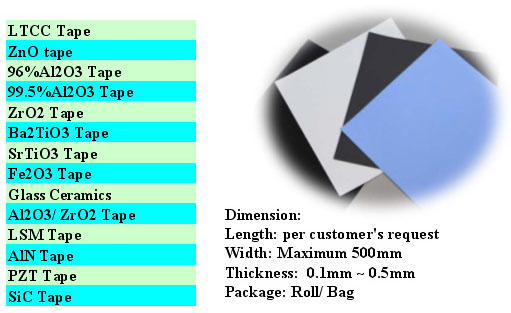 LTCC Tape
ZnO tape
96%Al2O3 Tape
99.5%Al2O3 Tape
ZrO2 Tape
Ba2TiO3 Tape
SrTiO3 Tape
Fe2O3 Tape
Glass Ceramics
Al2O3/ ZrO2 Tape
LSM Tape
AlN Tape
PZT Tape
SiC Tape
Dimension:
Length: per customer's request
Width: Maximum 500mm
Thickness:  0.1mm ~ 0.5mm
Package: Roll/ Bag